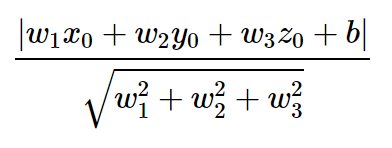 |w₁x₀ + w₂y₀ + w₃z₀ + b|
√(w₁² + w₂² + w₃²)